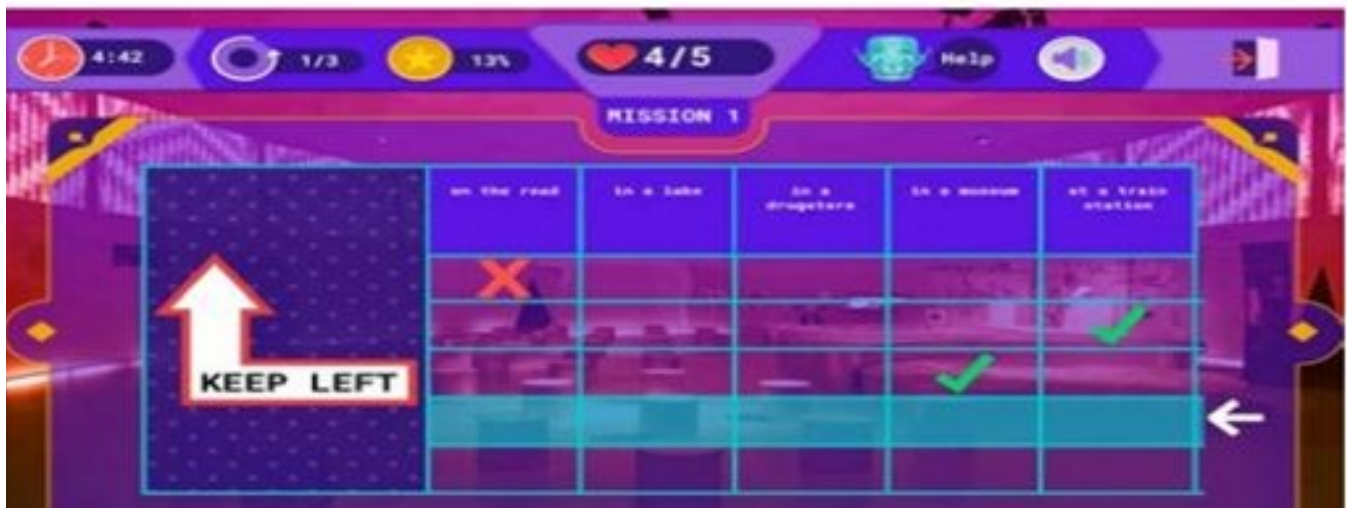 4:42
1/3
13%
4/5
Help
MISSION 1
on the road
in a lake
in a
drugstore
in a museum
at a train
station
KEEP LEFT